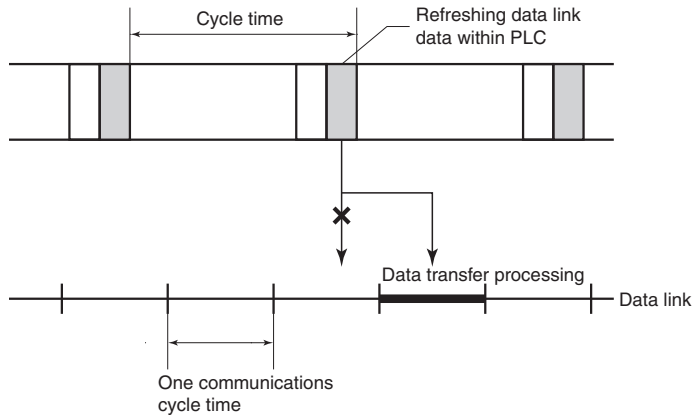 Cycle time
Refreshing data link
data within PLC
Data transfer processing
Data link
One communications
cycle time